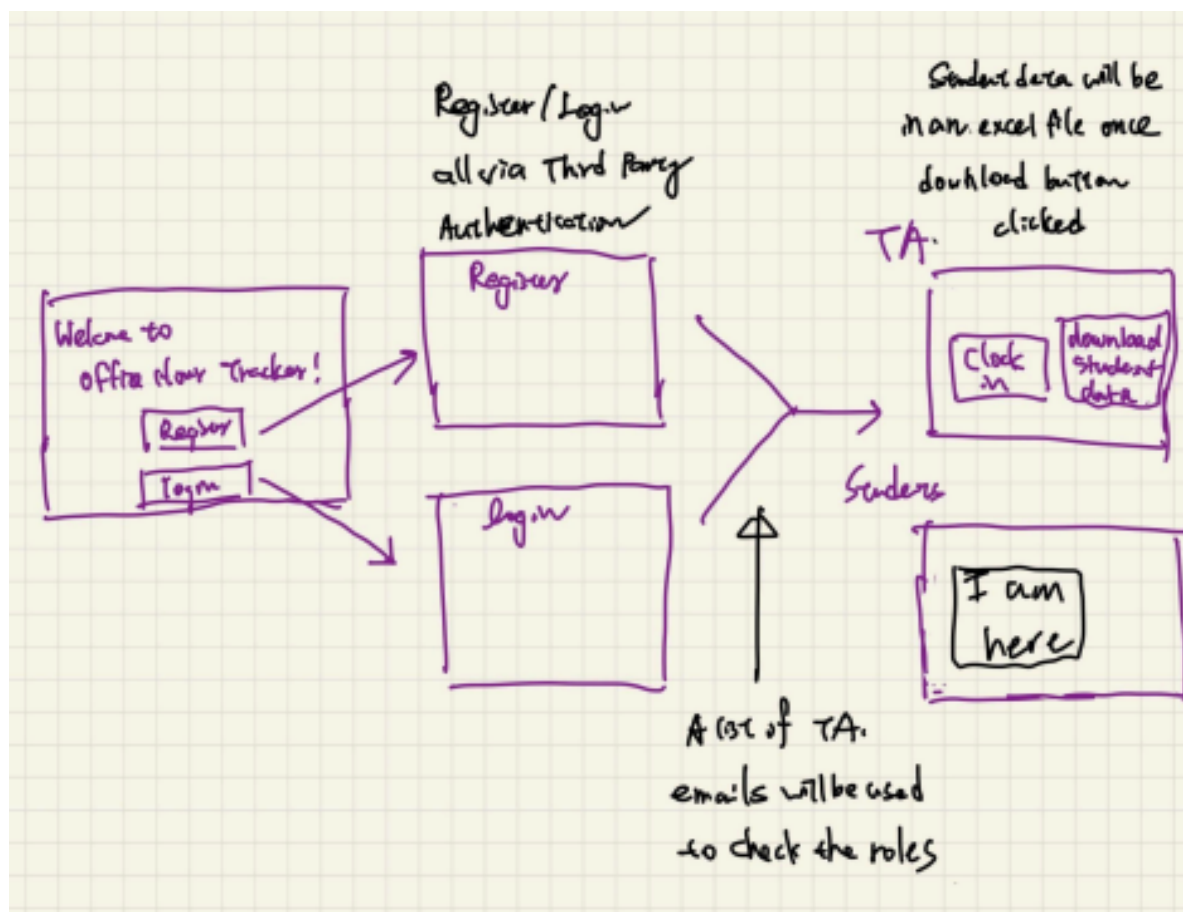 Welcome to
Office Hour Tracker!
Register
Login
Register/Login
all via Third Party
Authentication
Register
login
A list of TA.
emails will be used
to check the roles
Student data will be
in an excel file once
download button
clicked
TA.
Clock
in
download
student
data
Students
I am
here